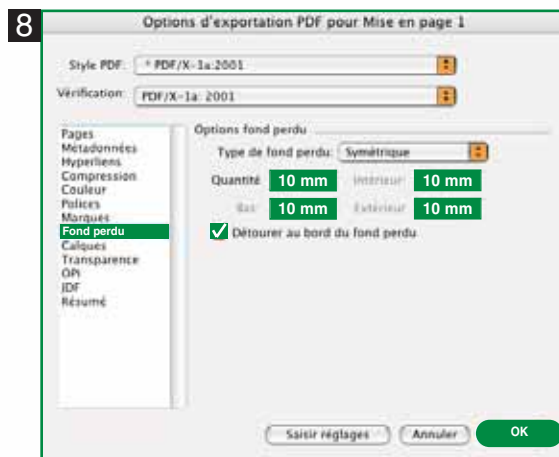 8
Options d'exportation PDF pour Mise en page 1
Style PDF: * PDF/X-1a:2001
Vérification: PDF/X-1a: 2001
Pages
Métadonnées
Hyperliens
Compression
Couleur
Polices
Marques
Fond perdu
Calques
Transparence
OPI
JDF
Résumé
Options fond perdu
Type de fond perdu: Symétrique
Quantité 10 mm Intérieur 10 mm
Bas 10 mm Extérieur 10 mm
Détourer au bord du fond perdu
Saisir réglages Annuler OK